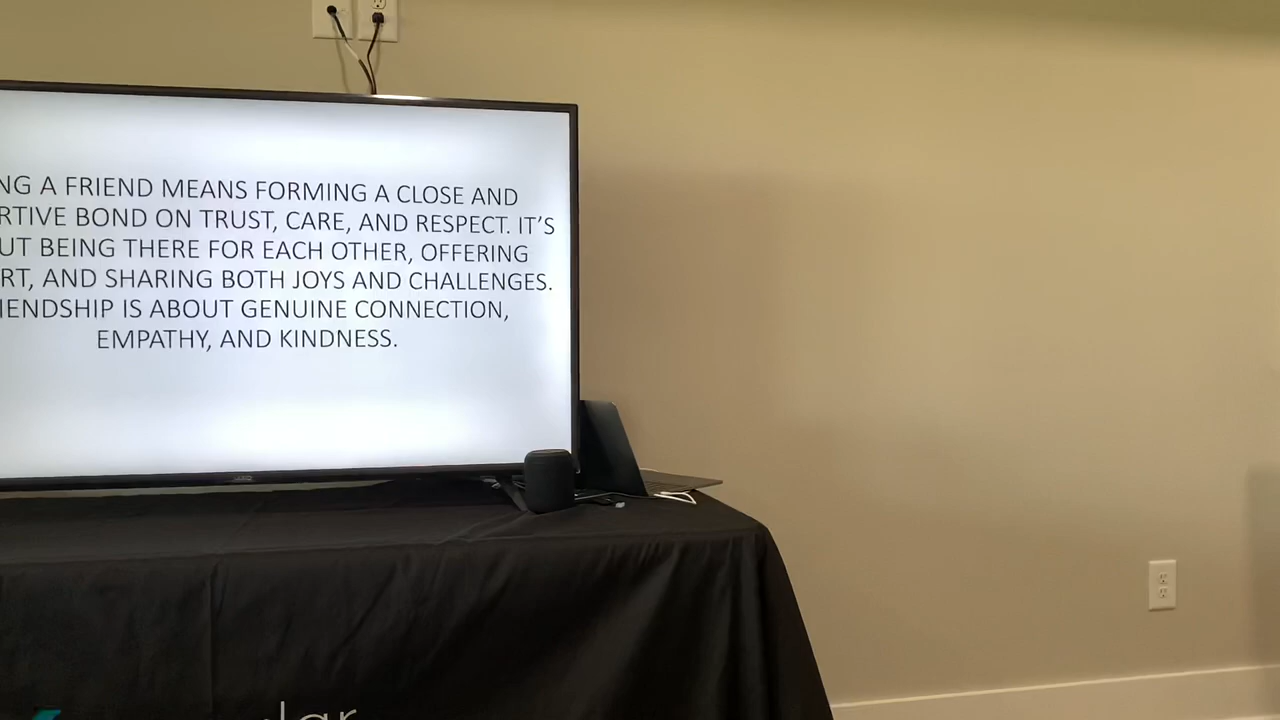 NG A FRIEND MEANS FORMING A CLOSE AND
RTIVE BOND ON TRUST, CARE, AND RESPECT. IT'S
UT BEING THERE FOR EACH OTHER, OFFERING
RT, AND SHARING BOTH JOYS AND CHALLENGES.
IENDSHIP IS ABOUT GENUINE CONNECTION,
EMPATHY, AND KINDNESS.